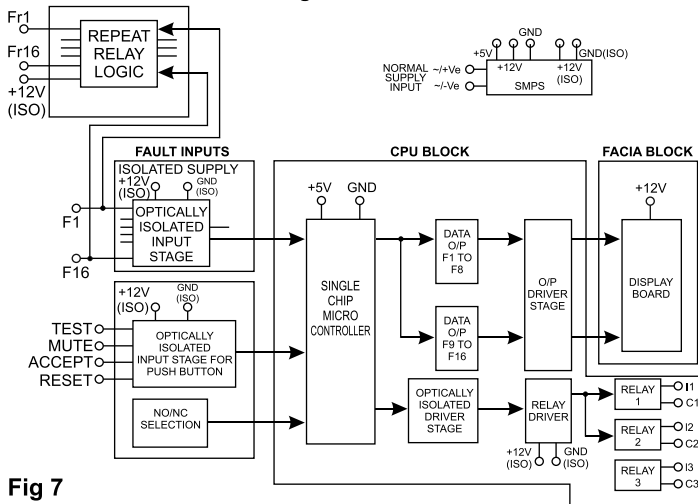 Fr1
Fr16
+12V
(ISO)
REPEAT
RELAY
LOGIC
GND
+5V
+12V
+12V
(ISO)
GND(ISO)
NORMAL
SUPPLY
INPUT
~/+Ve
~/-Ve
SMPS
FAULT INPUTS
ISOLATED SUPPLY
+12V
(ISO)
GND
(ISO)
F1
F16
OPTICALLY
ISOLATED
INPUT
STAGE
+12V
(ISO)
GND
(ISO)
TEST
MUTE
ACCEPT
RESET
OPTICALLY
ISOLATED
INPUT STAGE FOR
PUSH BUTTON
NO/NC
SELECTION
CPU BLOCK
+5V
GND
SINGLE
CHIP
MICRO
CONTROLLER
DATA
O/P
F1 TO
F8
DATA
O/P
F9 TO
F16
O/P
DRIVER
STAGE
OPTICALLY
ISOLATED
DRIVER
STAGE
RELAY
DRIVER
+12V
(ISO)
GND
(ISO)
FACIA BLOCK
+12V
DISPLAY
BOARD
RELAY
1
I1
C1
RELAY
2
I2
C2
RELAY
3
I3
C3
Fig 7